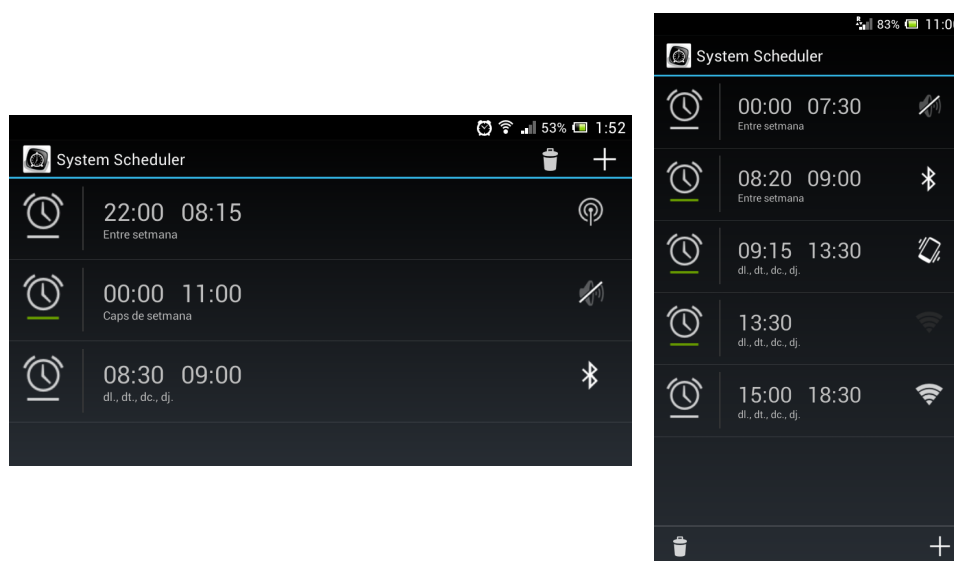 53% 1:52
System Scheduler
22:00 08:15
Entre setmana
00:00 11:00
Caps de setmana
08:30 09:00
dl., dt., dc., dj.
83% 11:00
System Scheduler
00:00 07:30
Entre setmana
08:20 09:00
Entre setmana
09:15 13:30
dl., dt., dc., dj.
13:30
dl., dt., dc., dj.
15:00 18:30
dl., dt., dc., dj.